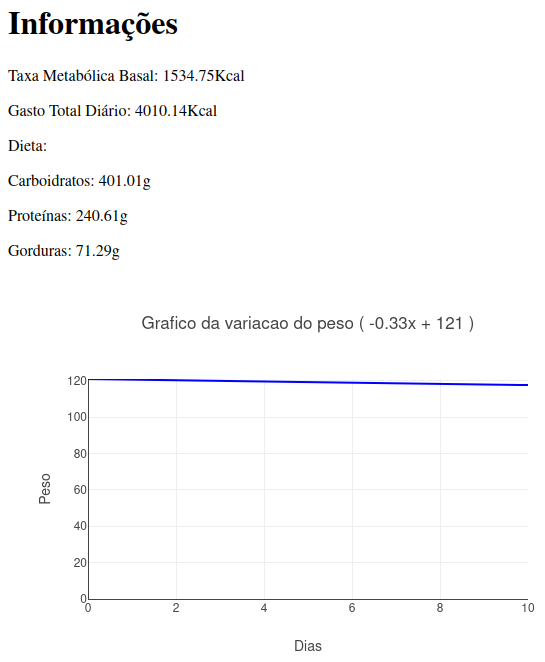 Informações
Taxa Metabólica Basal: 1534.75Kcal
Gasto Total Diário: 4010.14Kcal
Dieta:
Carboidratos: 401.01g
Proteínas: 240.61g
Gorduras: 71.29g
Grafico da variacao do peso ( -0.33x + 121 )
120
100
80
60
40
20
0
Peso
0 2 4 6 8 10
Dias